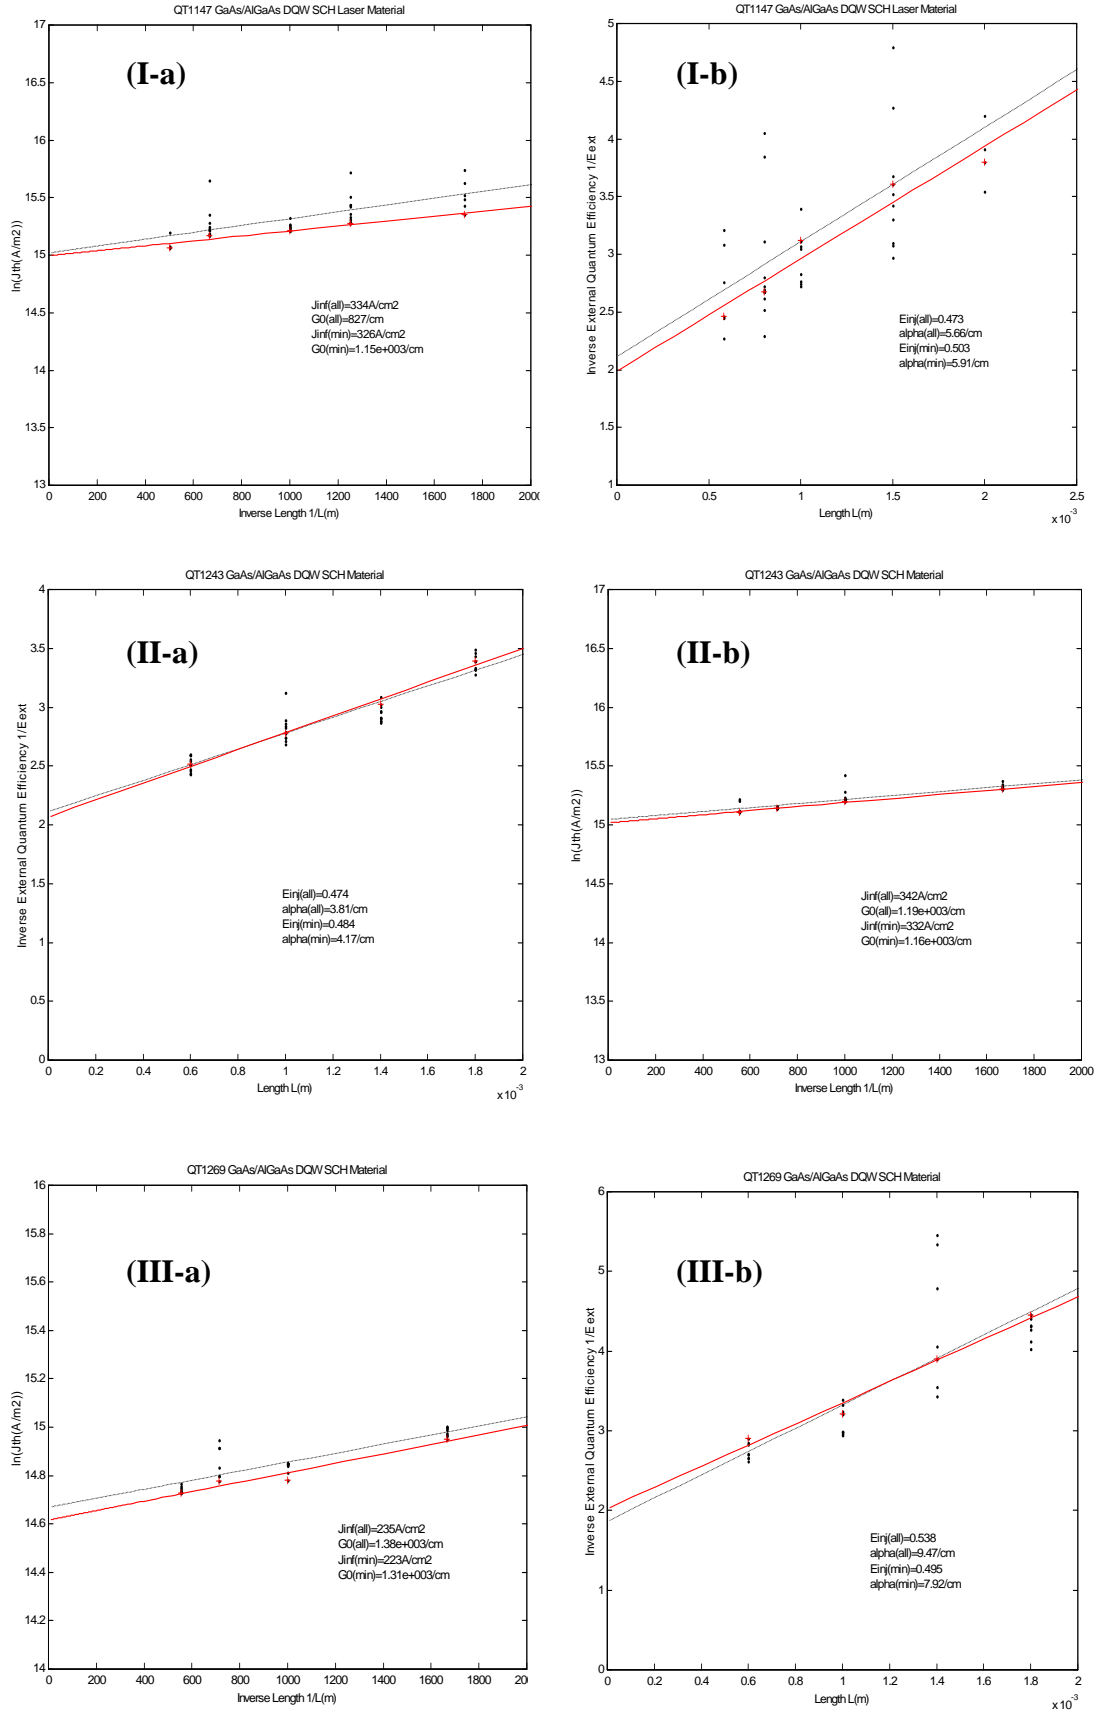 QT1147 GaAs/AlGaAs DQW SCH Laser Material
(I-a)
ln(Jth(A/m2))
17
16.5
16
15.5
15
14.5
14
13.5
13
Jinf(all)=334A/cm2
G0(all)=827/cm
Jinf(min)=326A/cm2
G0(min)=1.15e+003/cm
0 200 400 600 800 1000 1200 1400 1600 1800 2000
Inverse Length 1/L(m)
QT1147 GaAs/AlGaAs DQW SCH Laser Material
(I-b)
Inverse External Quantum Efficiency 1/Eext
5
4.5
4
3.5
3
2.5
2
1.5
1
Einj(all)=0.473
alpha(all)=5.66/cm
Einj(min)=0.503
alpha(min)=5.91/cm
0 0.5 1 1.5 2 2.5
Length L(m)
x10-3
QT1243 GaAs/AlGaAs DQW SCH Material
(II-a)
Inverse External Quantum Efficiency 1/Eext
4
3.5
3
2.5
2
1.5
1
0.5
0
Einj(all)=0.474
alpha(all)=3.81/cm
Einj(min)=0.484
alpha(min)=4.17/cm
0 0.2 0.4 0.6 0.8 1 1.2 1.4 1.6 1.8 2
Length L(m)
x10-3
QT1243 GaAs/AlGaAs DQW SCH Material
(II-b)
ln(Jth(A/m2))
17
16.5
16
15.5
15
14.5
14
13.5
13
Jinf(all)=342A/cm2
G0(all)=1.19e+003/cm
Jinf(min)=332A/cm2
G0(min)=1.16e+003/cm
0 200 400 600 800 1000 1200 1400 1600 1800 2000
Inverse Length 1/L(m)
QT1269 GaAs/AlGaAs DQW SCH Material
(III-a)
ln(Jth(A/m2))
16
15.8
15.6
15.4
15.2
15
14.8
14.6
14.4
14.2
14
Jinf(all)=235A/cm2
G0(all)=1.38e+003/cm
Jinf(min)=223A/cm2
G0(min)=1.31e+003/cm
0 200 400 600 800 1000 1200 1400 1600 1800 200
Inverse Length 1/L(m)
QT1269 GaAs/AlGaAs DQW SCH Material
(III-b)
Inverse External Quantum Efficiency 1/Eext
6
5
4
3
2
1
0
Einj(all)=0.538
alpha(all)=9.47/cm
Einj(min)=0.495
alpha(min)=7.92/cm
0 0.2 0.4 0.6 0.8 1 1.2 1.4 1.6 1.8 2
Length L(m)
x10-3